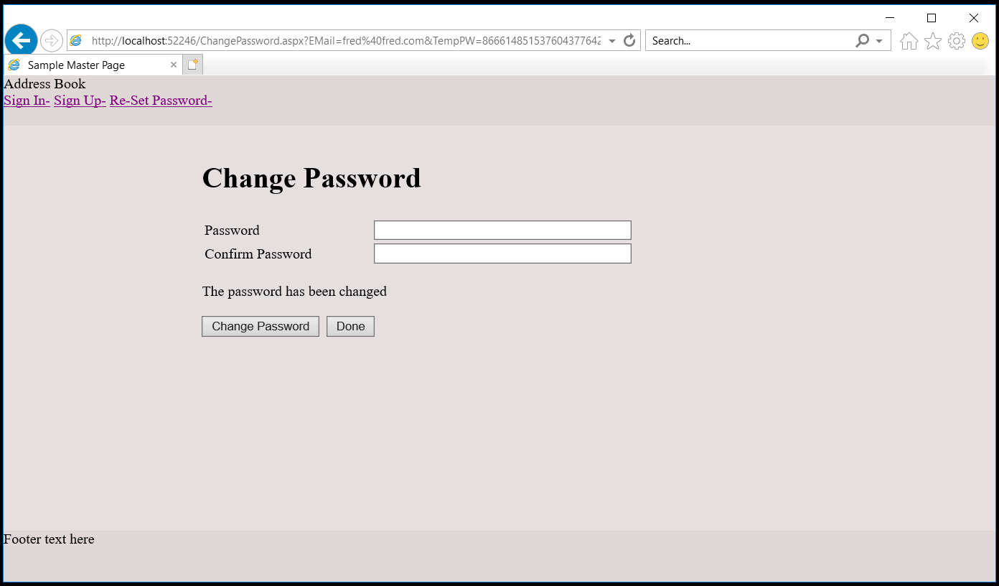 http://localhost:52246/ChangePassword.aspx?EMail=fred%40fred.com&TempPW=866614851537604377642
Search...
Sample Master Page
Address Book
Sign In- Sign Up- Re-Set Password-
Change Password
Password
Confirm Password
The password has been changed
Change Password Done
Footer text here